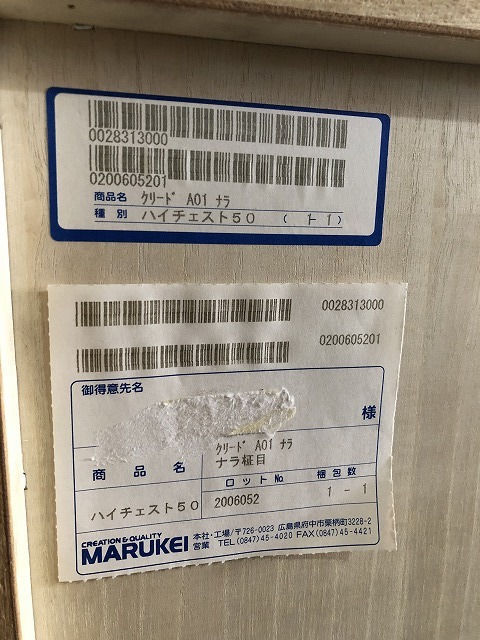 0028313000
0200605201
商品名 クリード A01 ナラ
種別 ハイチェスト50 (ﾄ-1)
0028313000
0200605201
御得意先名
様
クリード A01 ナラ
商品名 ナラ柾目
ロットNo 梱包数
ハイチェスト50 2006052 1-1
CREATION & QUALITY
MARUKEI
本社・工場/〒726-0023 広島県府中市栗柄町3228-2
営業 TEL(0847)45-4020 FAX(0847)45-4421